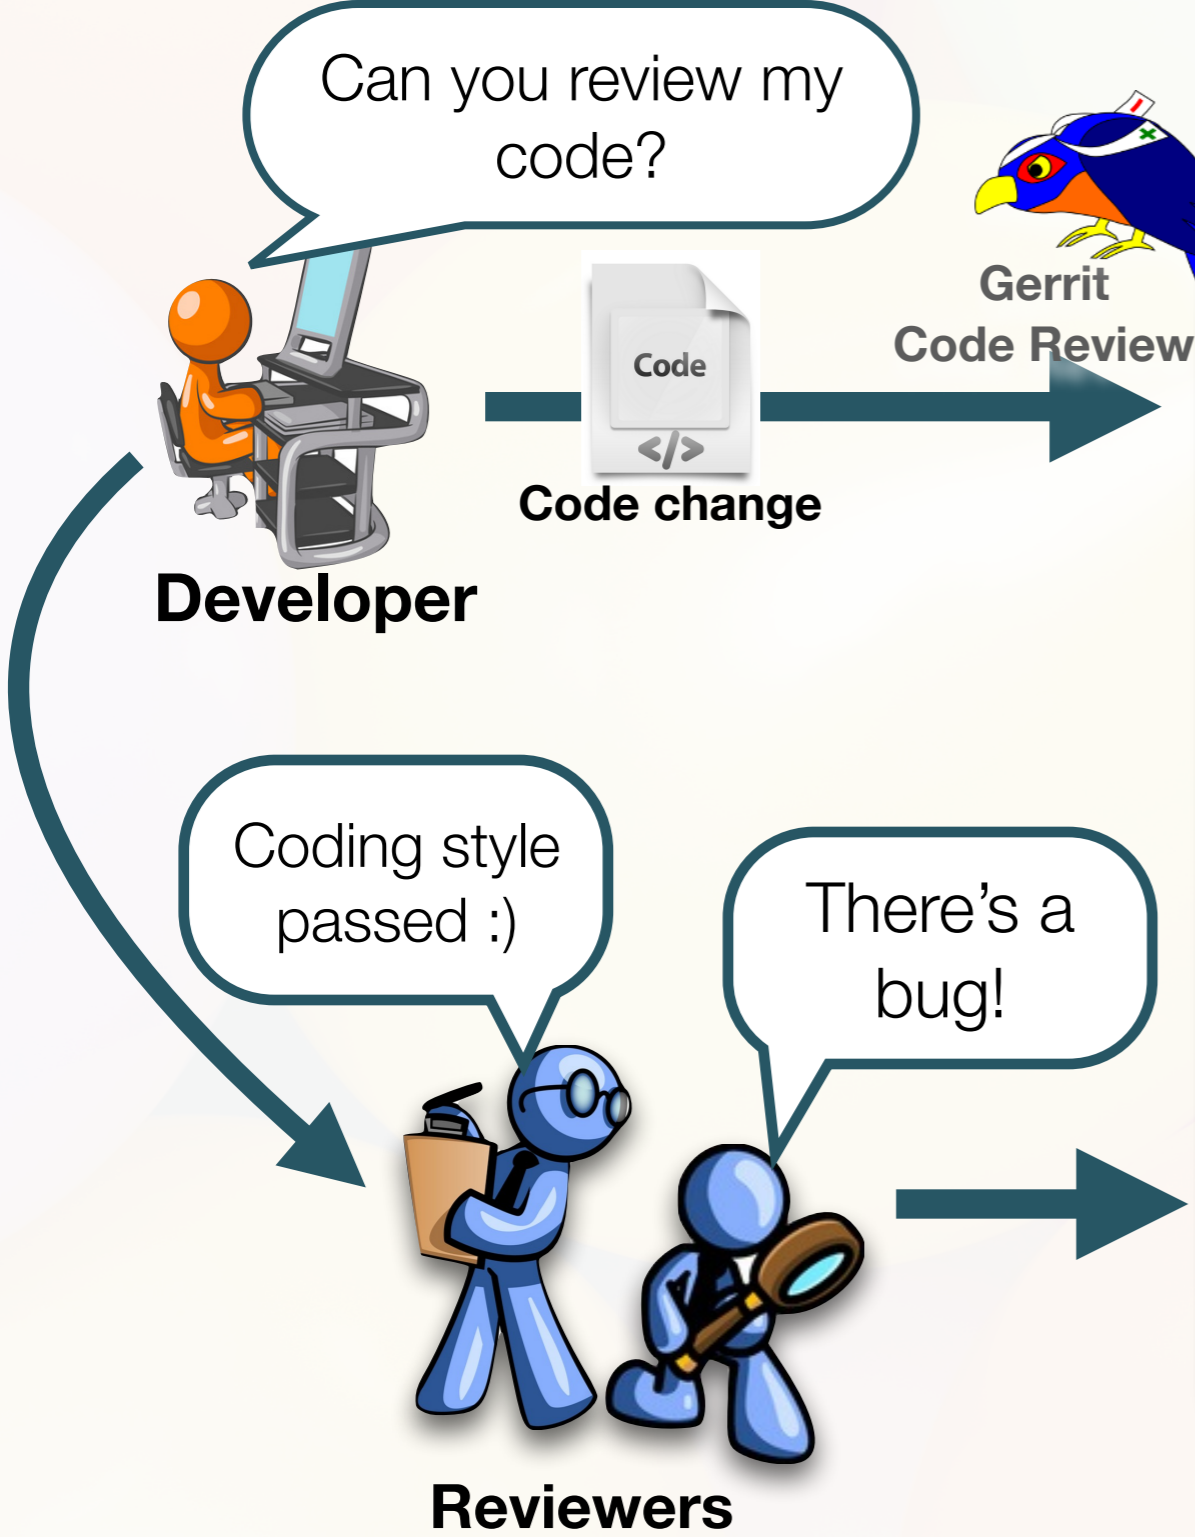 Can you review my
code?
Gerrit
Code Review
Code
</>
Code change
Developer
Coding style
passed :)
There's a
bug!
Reviewers